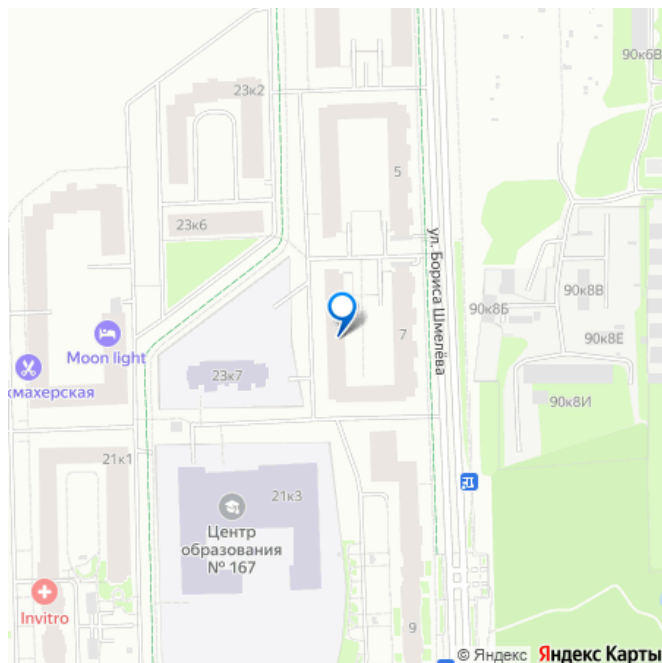 90к6В
23к2
5
23к6
ул. Бориса Шмелёва
90к8В
90к8Б
Moon light
7
90к8Е
23к7
кмахерская
90к8И
21к1
21к3
Центр
образования
№ 167
Invitro
9
© Яндекс Яндекс Карты